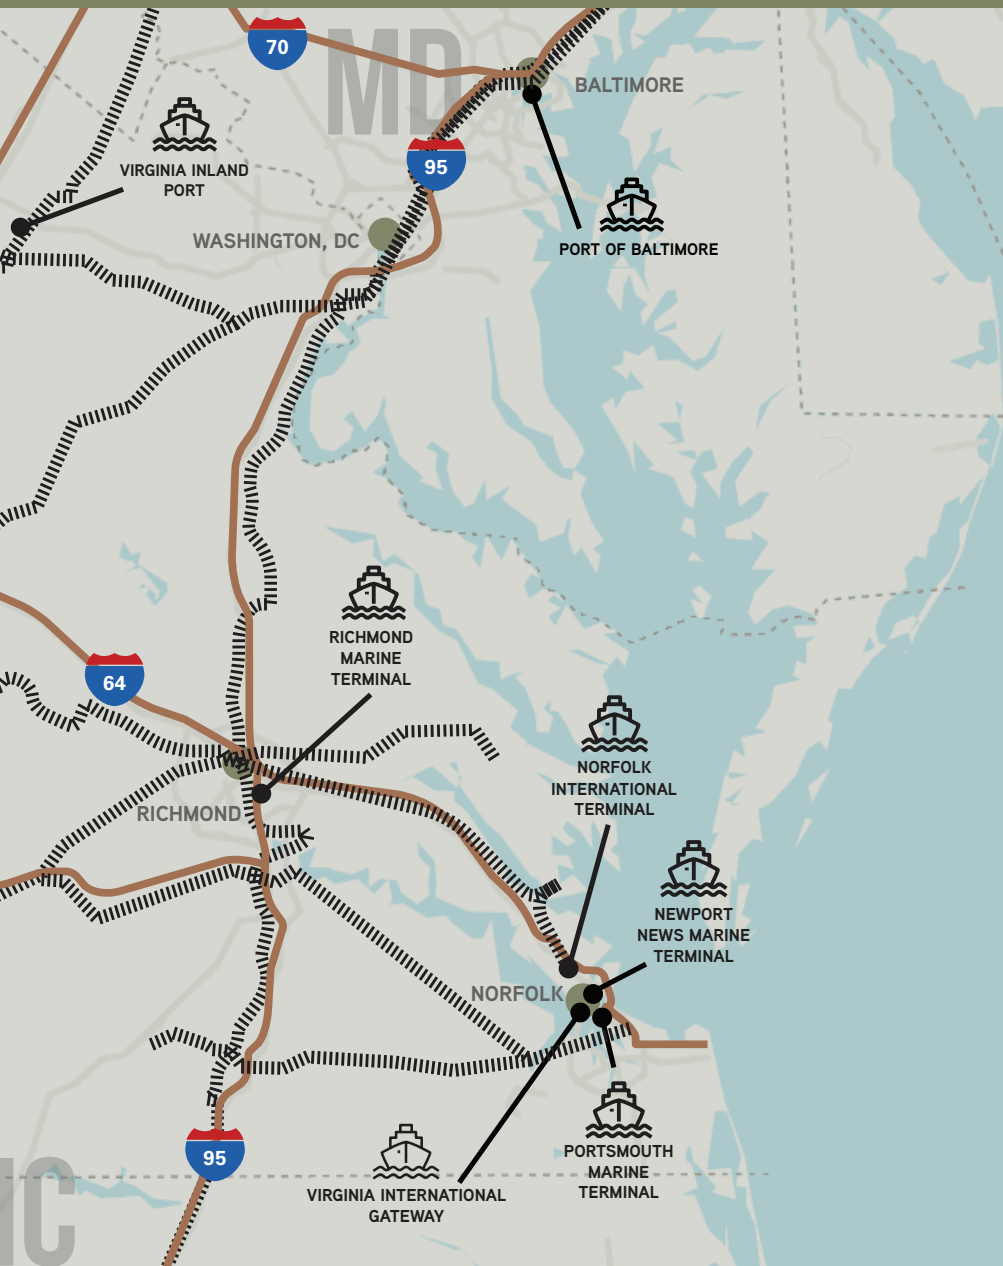 70
MD
BALTIMORE
95
VIRGINIA INLAND
PORT
WASHINGTON, DC
PORT OF BALTIMORE
RICHMOND
MARINE
TERMINAL
64
NORFOLK
INTERNATIONAL
TERMINAL
RICHMOND
NEWPORT
NEWS MARINE
TERMINAL
NORFOLK
95
PORTSMOUTH
MARINE
TERMINAL
VIRGINIA INTERNATIONAL
GATEWAY
NC